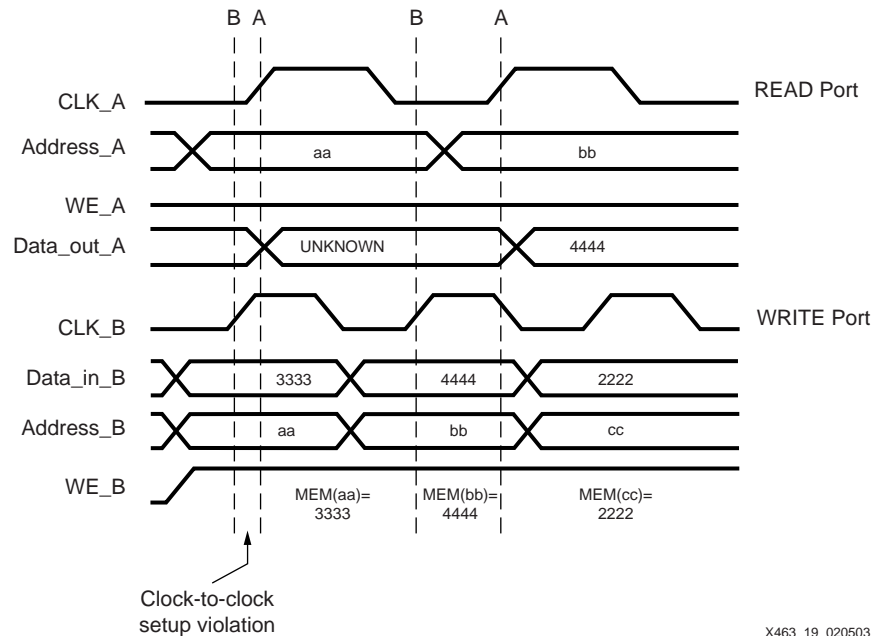 B A B A
CLK_A READ Port
Address_A aa bb
WE_A
Data_out_A UNKNOWN 4444
CLK_B WRITE Port
Data_in_B 3333 4444 2222
Address_B aa bb cc
WE_B
MEM(aa)= MEM(bb)= MEM(cc)=
3333 4444 2222
Clock-to-clock
setup violation
X463_19_020503